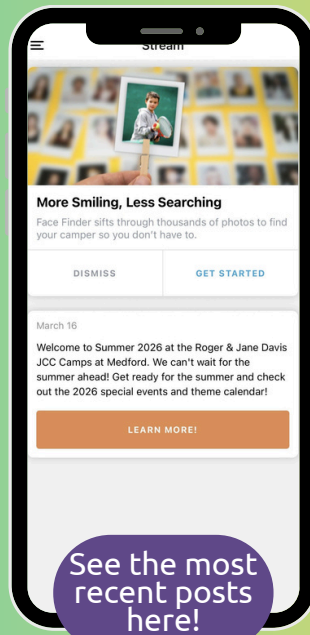 Stream
More Smiling, Less Searching
Face Finder sifts through thousands of photos to find
your camper so you don't have to.
DISMISS
GET STARTED
March 16
Welcome to Summer 2026 at the Roger & Jane Davis
JCC Camps at Medford. We can't wait for the
summer ahead! Get ready for the summer and check
out the 2026 special events and theme calendar!
LEARN MORE!
See the most
recent posts
here!